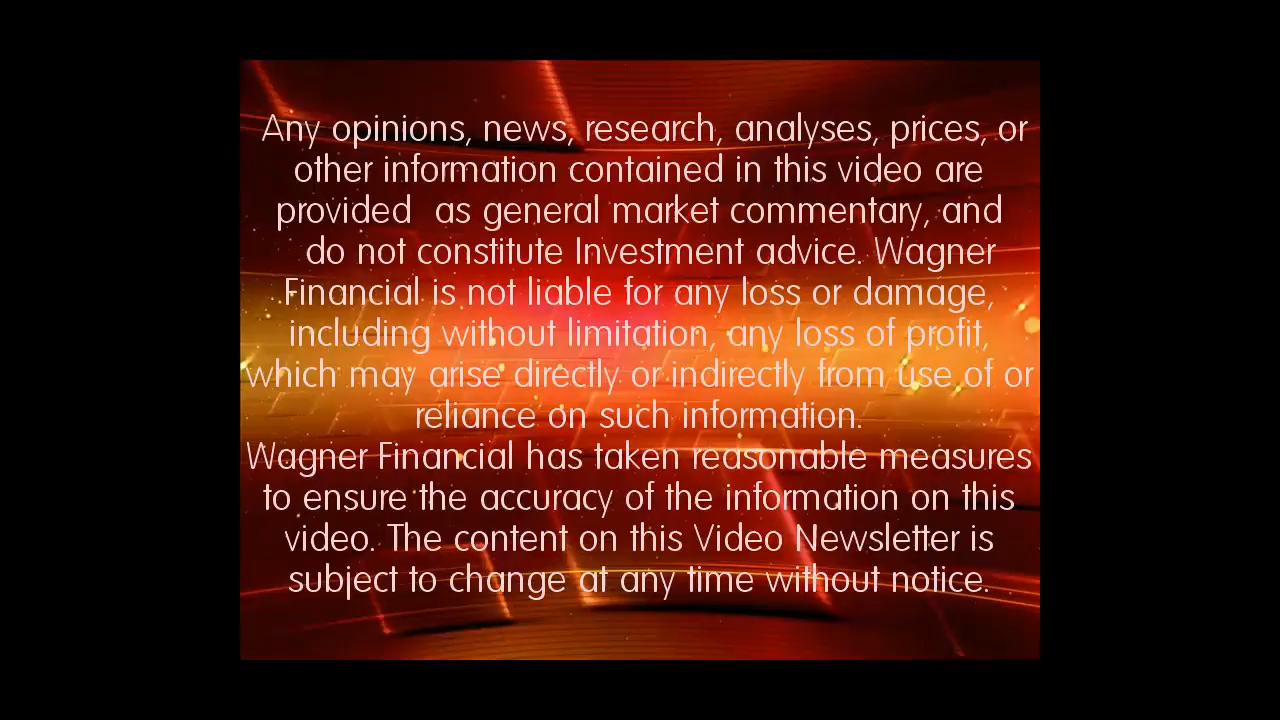 Any opinions, news, research, analyses, prices, or
other information contained in this video are
provided  as general market commentary, and
do not constitute Investment advice. Wagner
Financial is not liable for any loss or damage,
including without limitation, any loss of profit,
which may arise directly or indirectly from use of or
reliance on such information.
Wagner Financial has taken reasonable measures
to ensure the accuracy of the information on this
video. The content on this Video Newsletter is
subject to change at any time without notice.